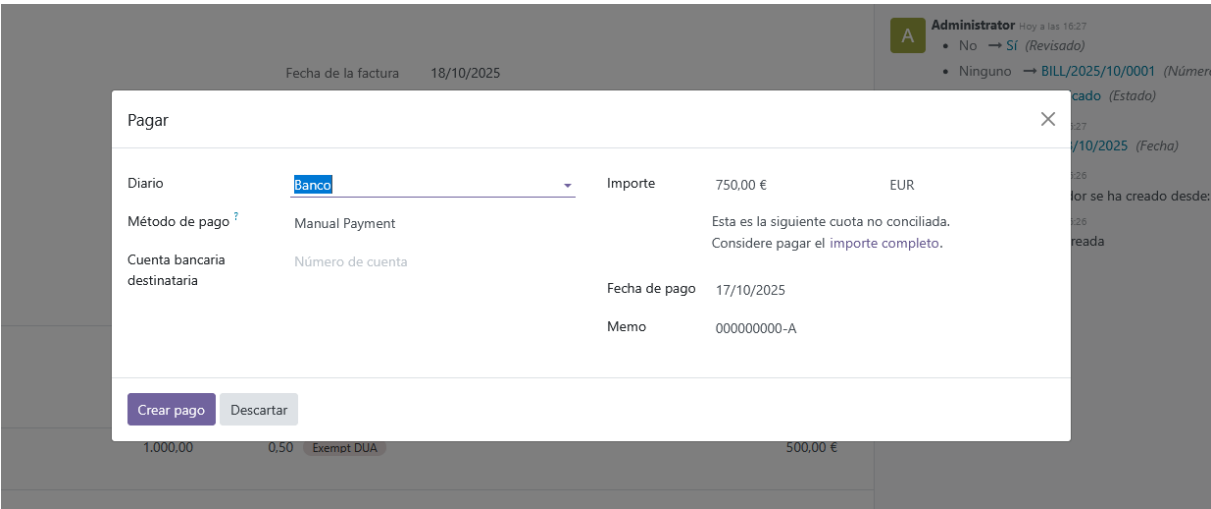 Administrator Hoy a las 16:27
A
• No → Sí (Revisado)
Fecha de la factura 18/10/2025
• Ninguno → BILL/2025/10/0001 (Númer
cado (Estado)
Pagar
/10/2025 (Fecha)
Diario Banco
Importe 750,00 € EUR
dor se ha creado desde:
Método de pago ? Manual Payment
Esta es la siguiente cuota no conciliada.
Considere pagar el importe completo.
reada
Cuenta bancaria
destinataria
Número de cuenta
Fecha de pago 17/10/2025
Memo 000000000-A
Crear pago Descartar
1.000,00 0,50 Exempt DUA 500,00 €